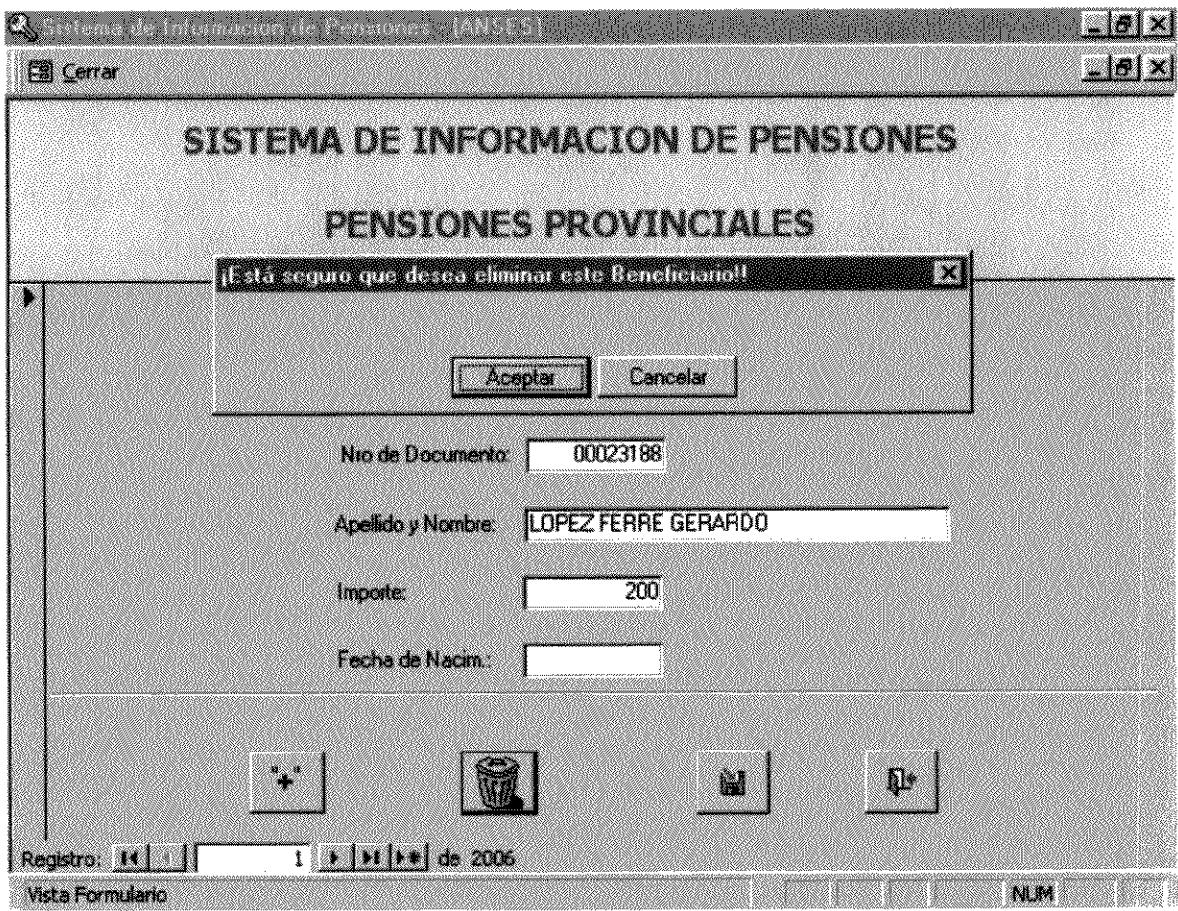 Sistema de Informacion de Pensiones - [ANSES]
Cerrar
SISTEMA DE INFORMACION DE PENSIONES
PENSIONES PROVINCIALES
¡Está seguro que desea eliminar este Beneficiario!!
Aceptar Cancelar
Nro de Documento: 00023188
Apellido y Nombre: LOPEZ FERRE GERARDO
Importe: 200
Fecha de Nacim.:
"+"
Registro: 1 de 2006
Vista Formulario NUM